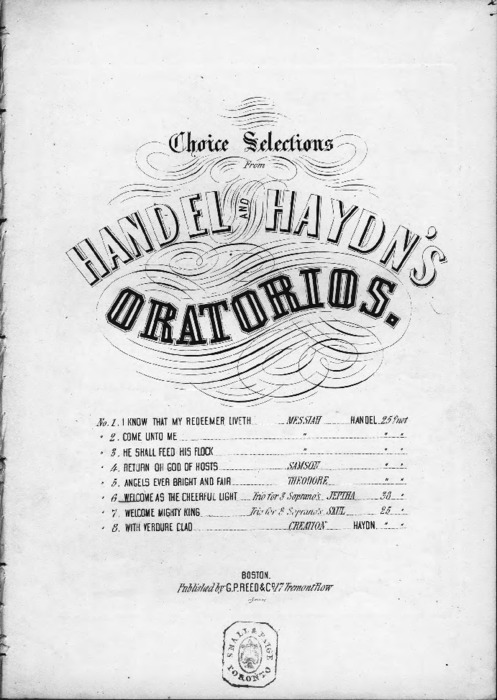 Choice Selections
From
HANDEL AND HAYDN'S
ORATORIOS.
No. 1. I KNOW THAT MY REDEEMER LIVETH MESSIAH HANDEL 25 f net
" 2. COME UNTO ME " " "
" 3. HE SHALL FEED HIS FLOCK " " "
" 4. RETURN OH GOD OF HOSTS SAMSON " "
" 5. ANGELS EVER BRIGHT AND FAIR THEODORE " "
" 6. WELCOME AS THE CHEERFUL LIGHT Trio for 3 Soprano's JEPTHA 38 "
" 7. WELCOME MIGHTY KING Trio for 3 Soprano's SAUL 25 "
" 8. WITH VERDURE CLAD CREATION HAYDN " "
BOSTON.
Published by G.P. REED & Co. 17 Tremont Row
SMALL & PAIGE
TORONTO